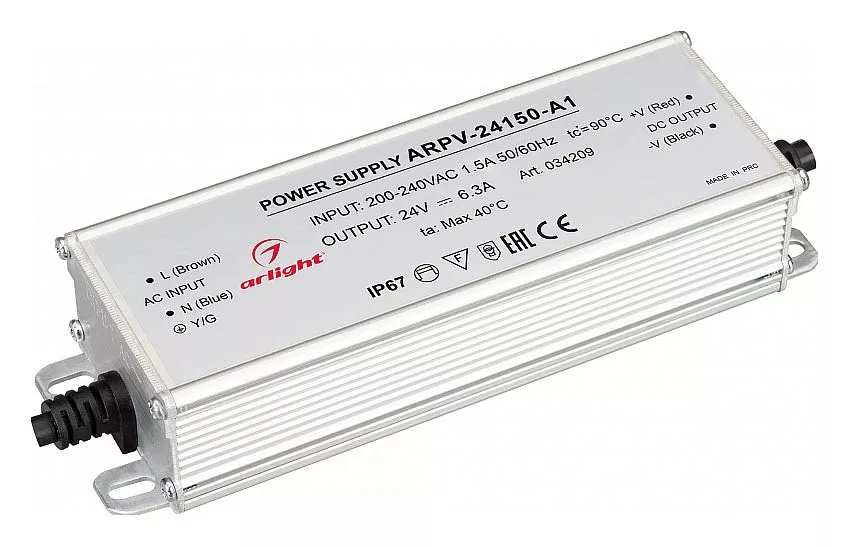 POWER SUPPLY ARPV-24150-A1
INPUT: 200-240VAC 1.5A 50/60Hz tc=90°C
OUTPUT: 24V ⎓ 6.3A Art. 034209
ta: Max 40°C
+V (Red) •
DC OUTPUT
-V (Black) •
MADE IN PRC
• L (Brown)
AC INPUT
• N (Blue)
⏚ Y/G
arlight
IP67 F EAC CE